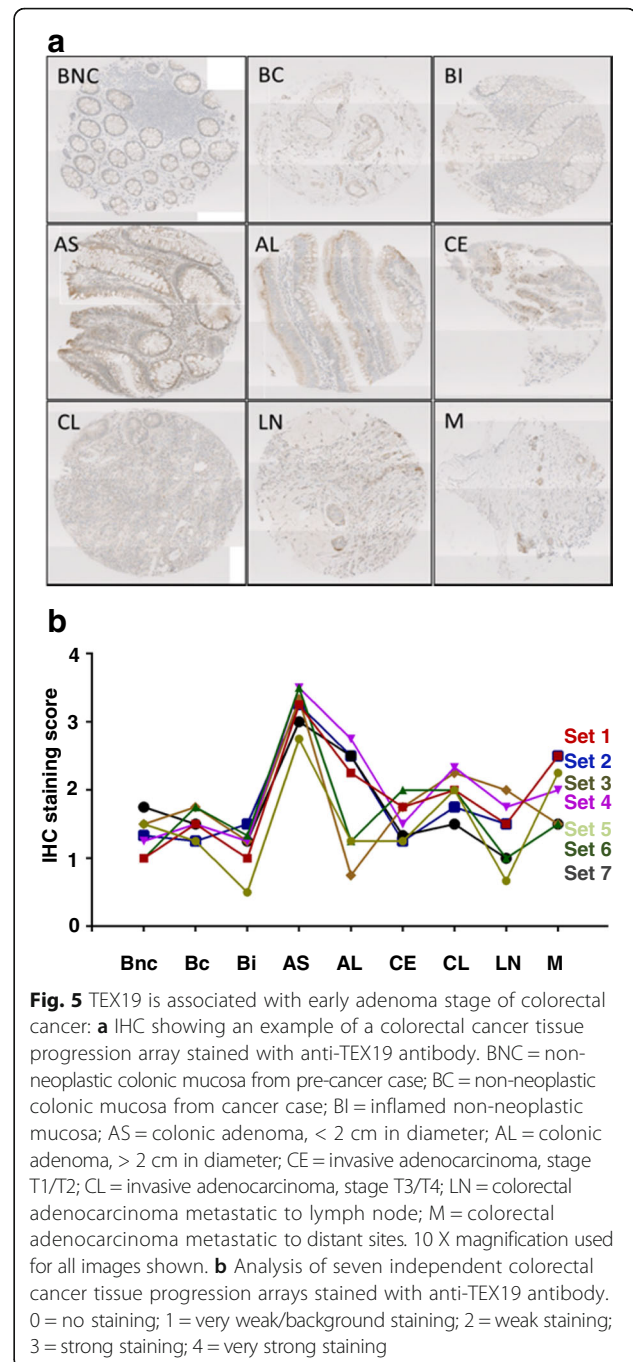 a
BNC
BC
BI
AS
AL
CE
CL
LN
M
b
4
3
2
1
0
IHC staining score
Set 1
Set 2
Set 3
Set 4
Set 5
Set 6
Set 7
Bnc Bc Bi AS AL CE CL LN M
Fig. 5 TEX19 is associated with early adenoma stage of colorectal
cancer: a IHC showing an example of a colorectal cancer tissue
progression array stained with anti-TEX19 antibody. BNC = non-
neoplastic colonic mucosa from pre-cancer case; BC = non-neoplastic
colonic mucosa from cancer case; BI = inflamed non-neoplastic
mucosa; AS = colonic adenoma, < 2 cm in diameter; AL = colonic
adenoma, > 2 cm in diameter; CE = invasive adenocarcinoma, stage
T1/T2; CL = invasive adenocarcinoma, stage T3/T4; LN = colorectal
adenocarcinoma metastatic to lymph node; M = colorectal
adenocarcinoma metastatic to distant sites. 10 X magnification used
for all images shown. b Analysis of seven independent colorectal
cancer tissue progression arrays stained with anti-TEX19 antibody.
0 = no staining; 1 = very weak/background staining; 2 = weak staining;
3 = strong staining; 4 = very strong staining